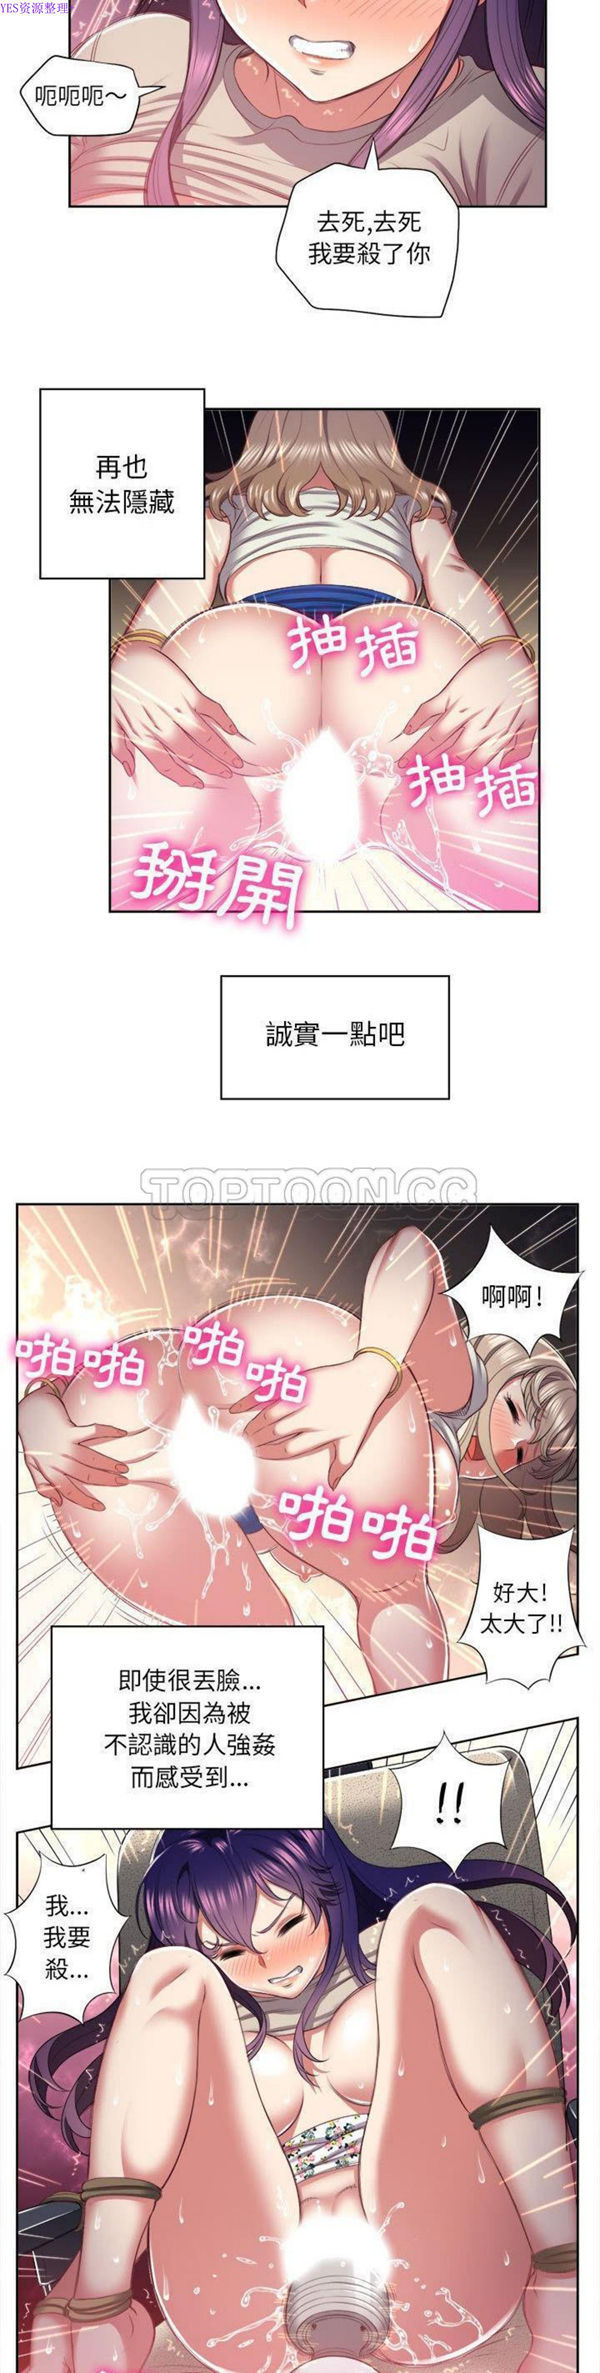 YES资源整理
呃呃呃～
去死,去死
我要殺了你
再也
無法隱藏
抽插
抽插
掰開
誠實一點吧
TOPTOON.CC
啊啊!
啪啪
啪啪
啪啪
好大!
太大了!!
即使很丟臉...
我卻因為被
不認識的人強姦
而感受到...
!!
我...
我要
殺...